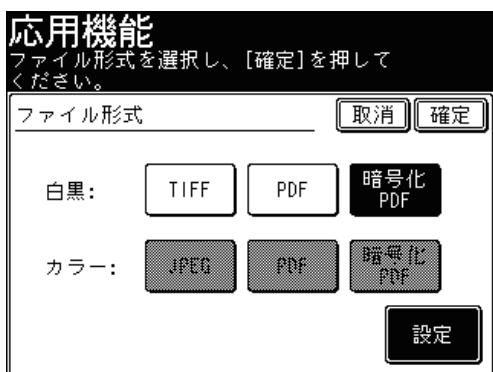 応用機能
ファイル形式を選択し、[確定]を押して
ください。
ファイル形式 取消 確定
白黒: TIFF PDF 暗号化
PDF
カラー: JPEG PDF 暗号化
PDF
設定